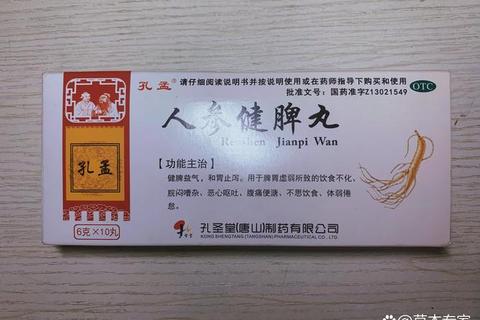 孔孟®
请仔细阅读说明书并按说明使用或在药师指导下购买和使用
批准文号：国药准字Z13021549
OTC
人参健脾丸
Renshen Jianpi Wan
【功能主治】
健脾益气，和胃止泻。用于脾胃虚弱所致的饮食不化、
脘闷嘈杂、恶心呕吐、腹痛便溏、不思饮食、体弱倦
怠。
孔孟
6克×10丸
孔圣堂(唐山)制药有限公司
KONG SHENGTANG (TANGSHAN) PHARMACEUTICAL CO., LTD.